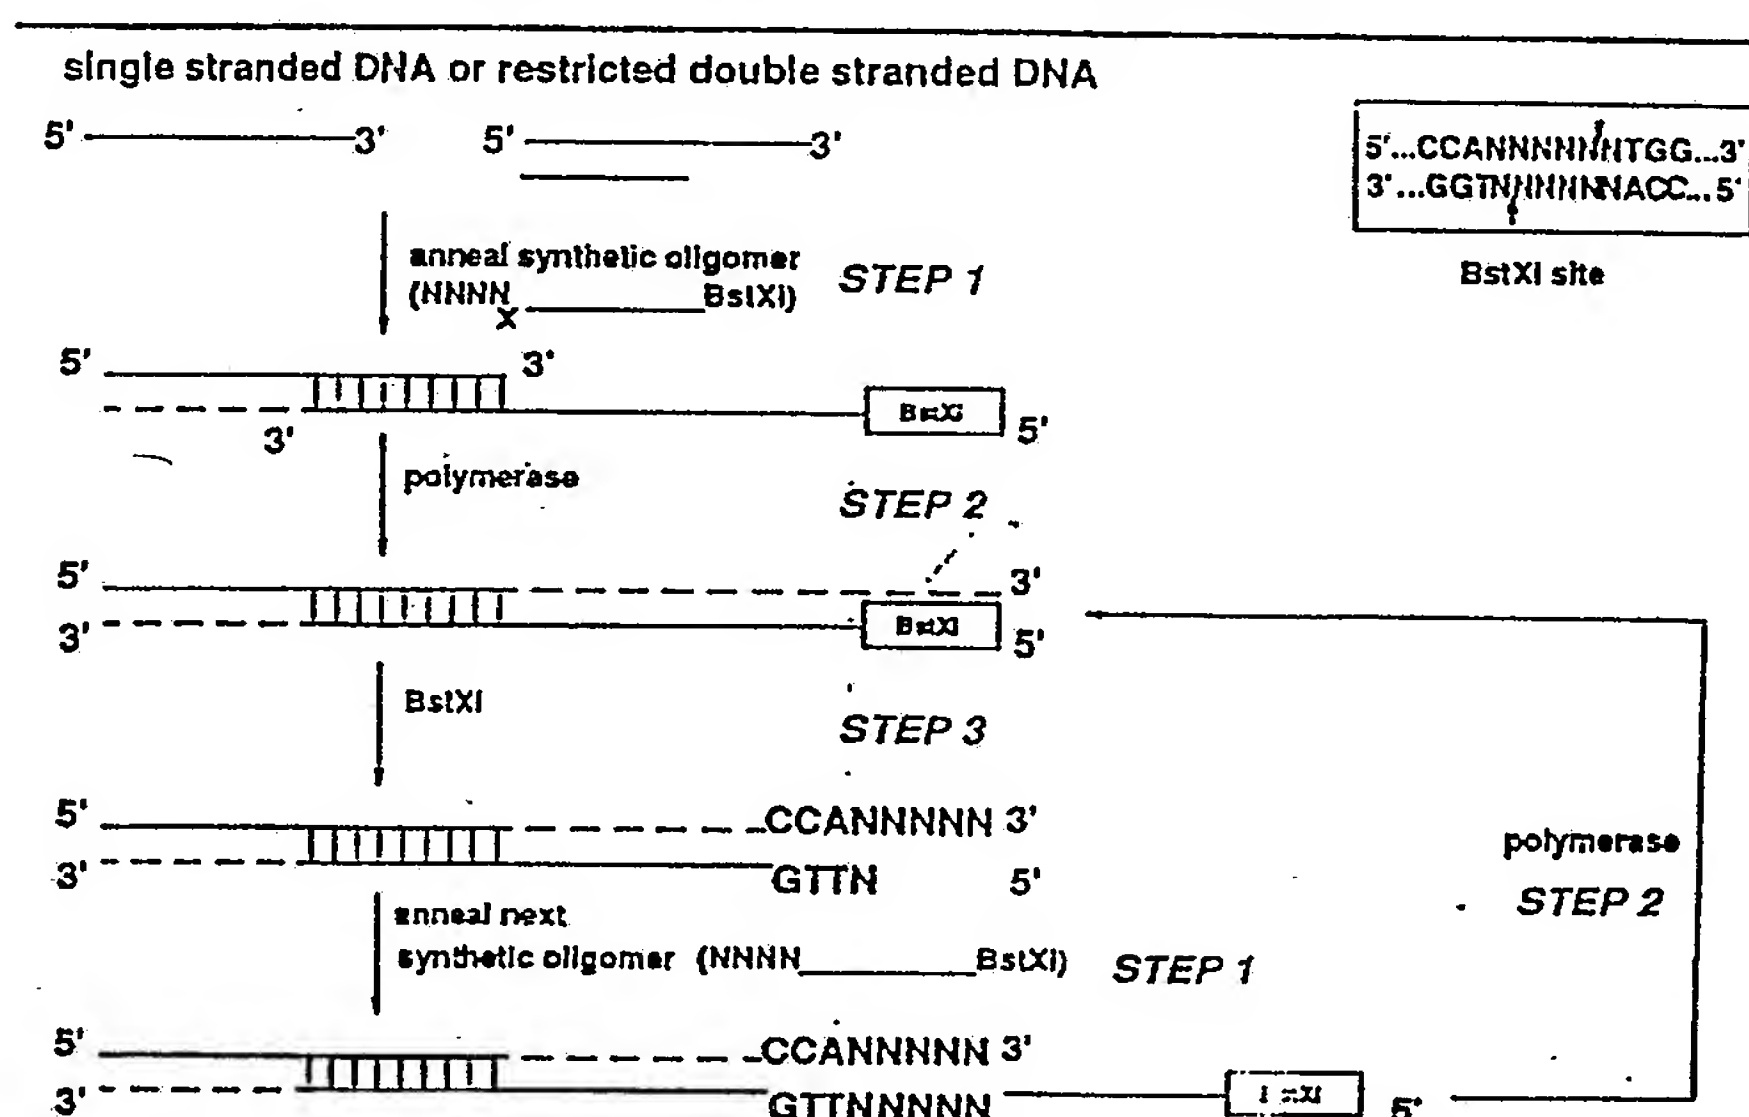 single stranded DNA or restricted double stranded DNA
5' 3' 5' 3'
5'...CCANNNNNNTGG...3'
3'...GGTNNNNNNACC...5'
BstXI site
anneal synthetic oligomer
(NNNN BstXI)
X
STEP 1
5' 3'
BstXI
3' 5'
polymerase
STEP 2
5' 3'
3' BstXI 5'
BstXI
STEP 3
5' CCANNNNN 3'
3' GTTN 5'
anneal next
synthetic oligomer (NNNN BstXI) STEP 1
polymerase
STEP 2
5' CCANNNNN 3'
3' GTTNNNNN 5'